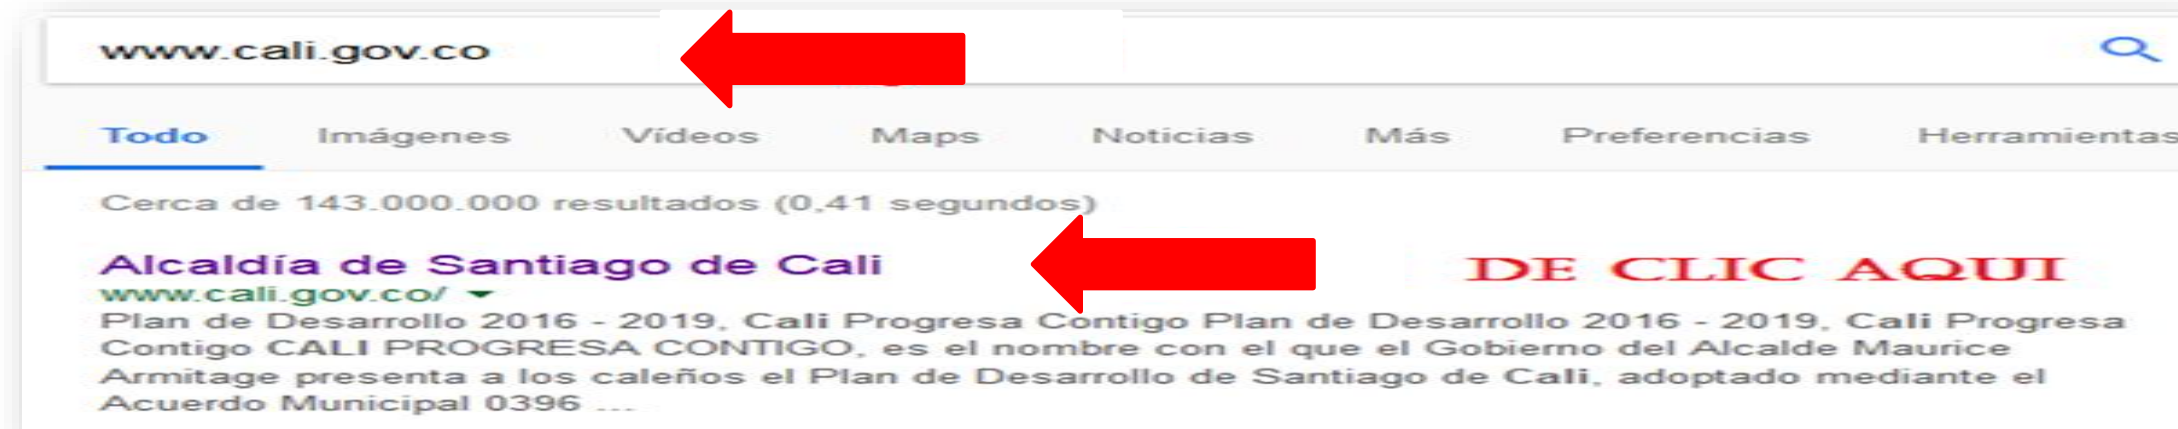 www.cali.gov.co
Todo Imágenes Vídeos Maps Noticias Más Preferencias Herramientas
Cerca de 143.000.000 resultados (0,41 segundos)
Alcaldía de Santiago de Cali
DE CLIC AQUI
www.cali.gov.co/
Plan de Desarrollo 2016 - 2019, Cali Progresa Contigo Plan de Desarrollo 2016 - 2019, Cali Progresa
Contigo CALI PROGRESA CONTIGO, es el nombre con el que el Gobierno del Alcalde Maurice
Armitage presenta a los caleños el Plan de Desarrollo de Santiago de Cali, adoptado mediante el
Acuerdo Municipal 0396 ...